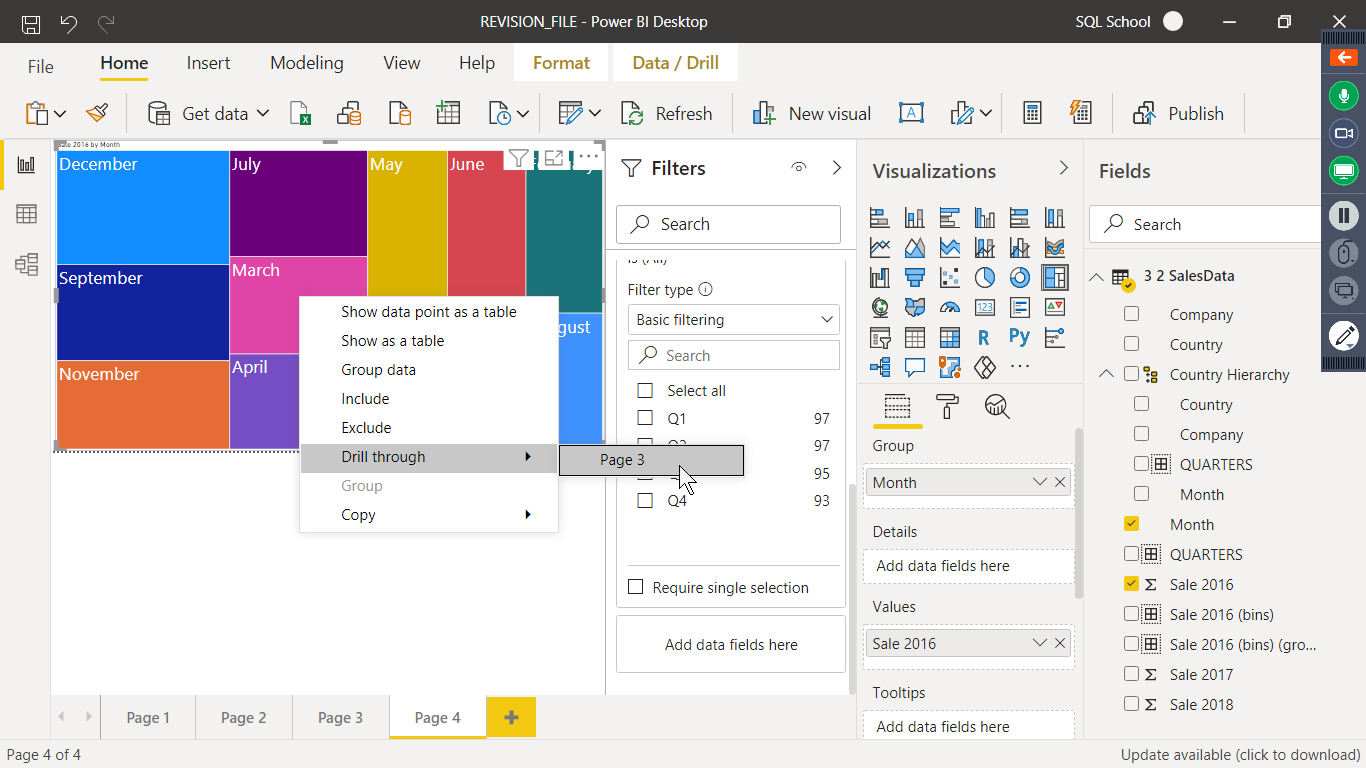 REVISION_FILE - Power BI Desktop
SQL School
File
Home
Insert
Modeling
View
Help
Format
Data / Drill
Get data
Refresh
New visual
Publish
Sale 2016 by Month
December
July
May
June
September
March
November
April
gust
Show data point as a table
Show as a table
Group data
Include
Exclude
Drill through
Group
Copy
Page 3
Filters
Search
is (All)
Filter type
Basic filtering
Search
Select all
Q1 97
97
95
Q4 93
Require single selection
Add data fields here
Visualizations
R
Py
123
Group
Month
Details
Add data fields here
Values
Sale 2016
Tooltips
Add data fields here
Fields
Search
3 2 SalesData
Company
Country
Country Hierarchy
Country
Company
QUARTERS
Month
Month
QUARTERS
Σ Sale 2016
Sale 2016 (bins)
Sale 2016 (bins) (gro...
Σ Sale 2017
Σ Sale 2018
Page 1
Page 2
Page 3
Page 4
Page 4 of 4
Update available (click to download)